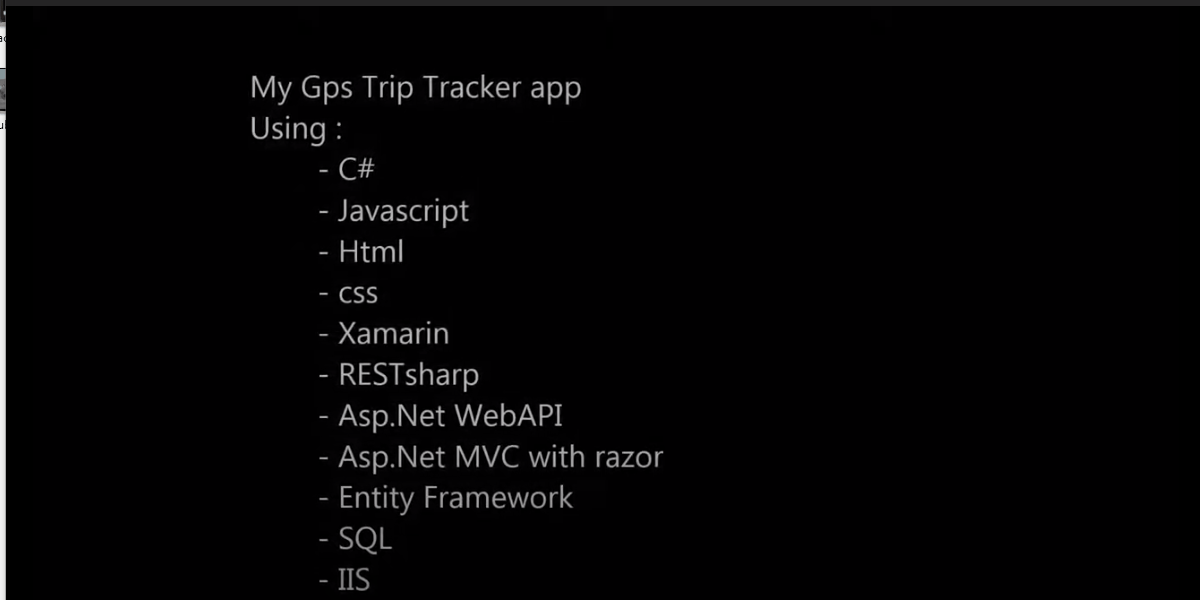 My Gps Trip Tracker app
Using :
- C#
- Javascript
- Html
- css
- Xamarin
- RESTsharp
- Asp.Net WebAPI
- Asp.Net MVC with razor
- Entity Framework
- SQL
- IIS